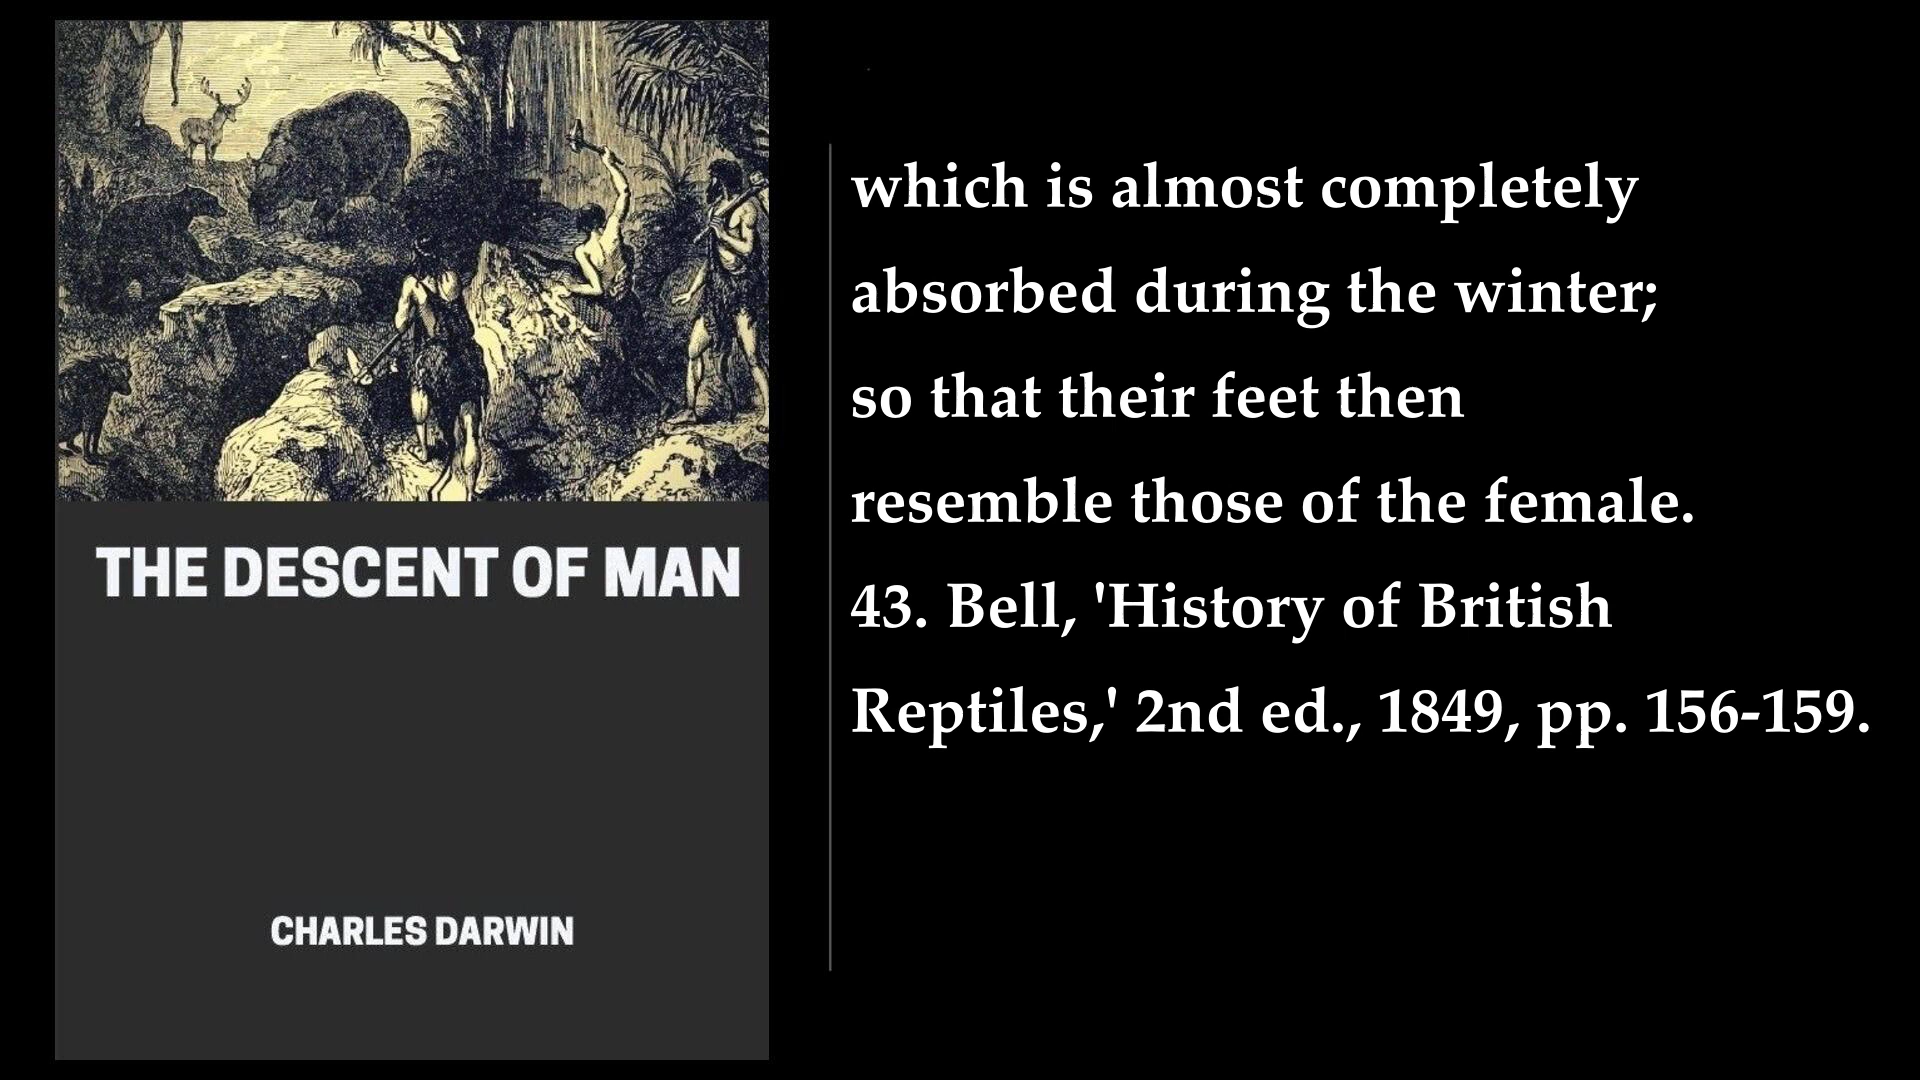 THE DESCENT OF MAN
CHARLES DARWIN
which is almost completely
absorbed during the winter;
so that their feet then
resemble those of the female.
43. Bell, 'History of British
Reptiles,' 2nd ed., 1849, pp. 156-159.